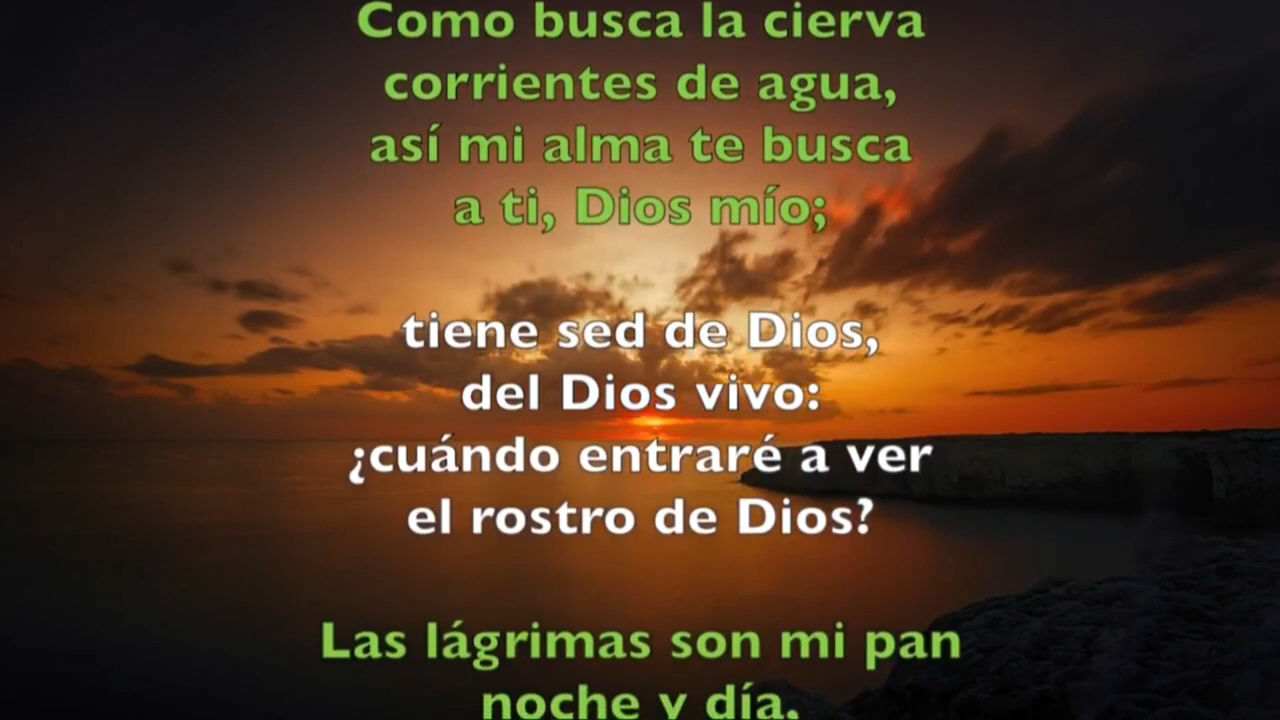 Como busca la cierva
corrientes de agua,
así mi alma te busca
a ti, Dios mío;
tiene sed de Dios,
del Dios vivo:
¿cuándo entraré a ver
el rostro de Dios?
Las lágrimas son mi pan
noche y día,